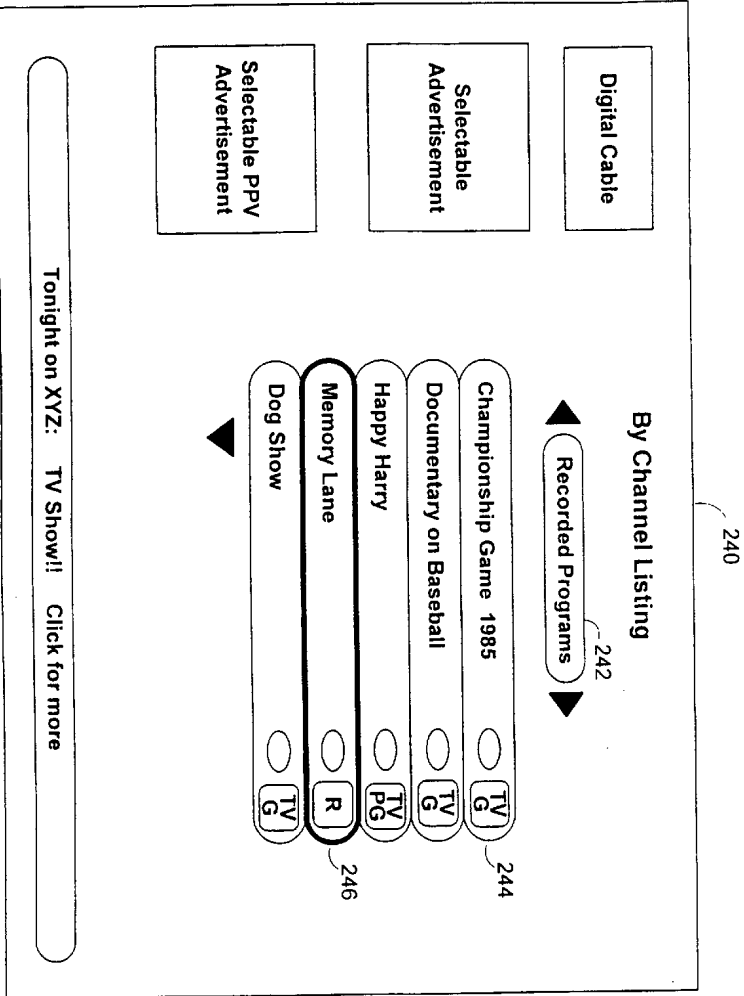 240
Digital Cable
By Channel Listing
Recorded Programs
242
Selectable
Advertisement
Championship Game 1985
TV
G
244
Documentary on Baseball
TV
G
Happy Harry
TV
PG
Memory Lane
R
246
Dog Show
TV
G
Selectable PPV
Advertisement
Tonight on XYZ: TV Show!! Click for more